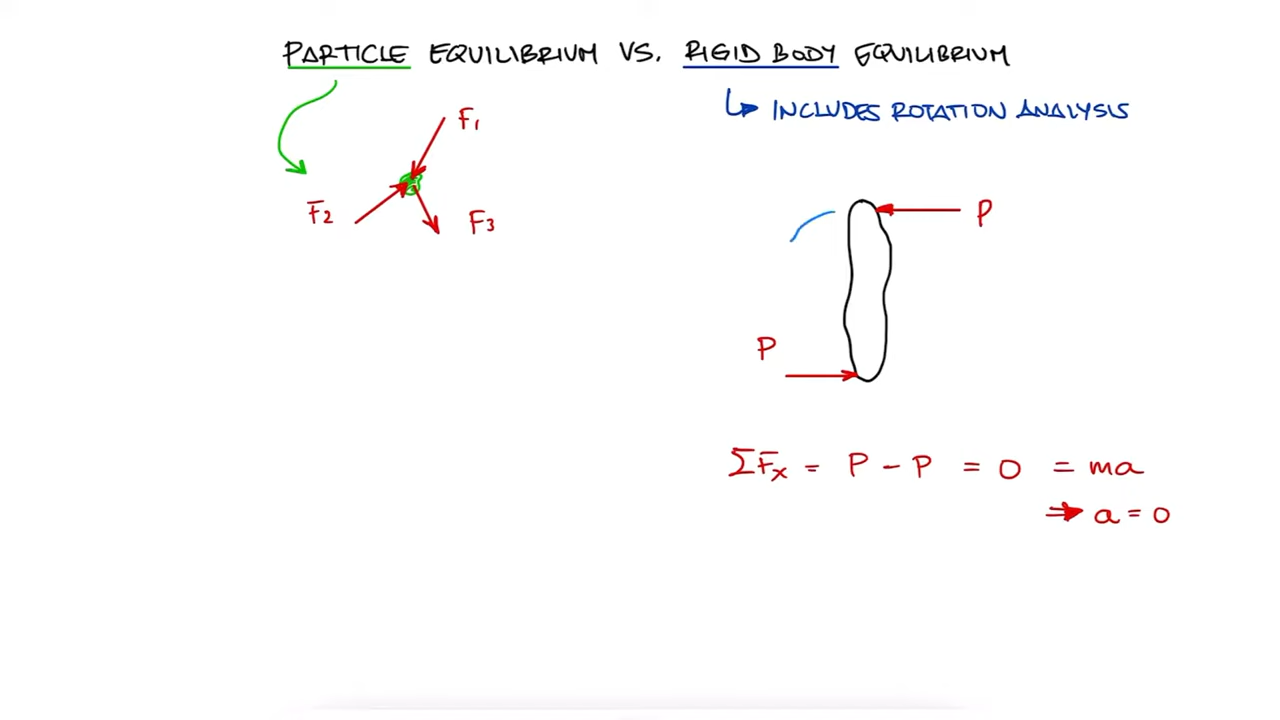 PARTICLE EQUILIBRIUM VS. RIGID BODY EQUILIBRIUM
↳ INCLUDES ROTATION ANALYSIS
F₁
F₂
F₃
P
P
ΣFₓ = P - P = 0 = ma
⇒ a = 0